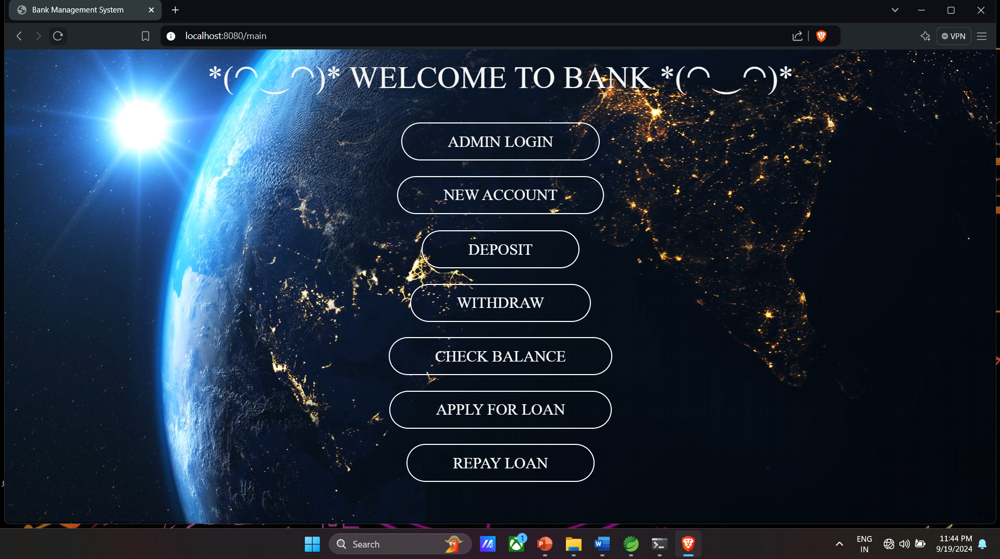 Bank Management System
localhost:8080/main
VPN
*(◠‿◠)* WELCOME TO BANK *(◠‿◠)*
ADMIN LOGIN
NEW ACCOUNT
DEPOSIT
WITHDRAW
CHECK BALANCE
APPLY FOR LOAN
REPAY LOAN
J
Search
1
P
W
ENG
IN
11:44 PM
9/19/2024